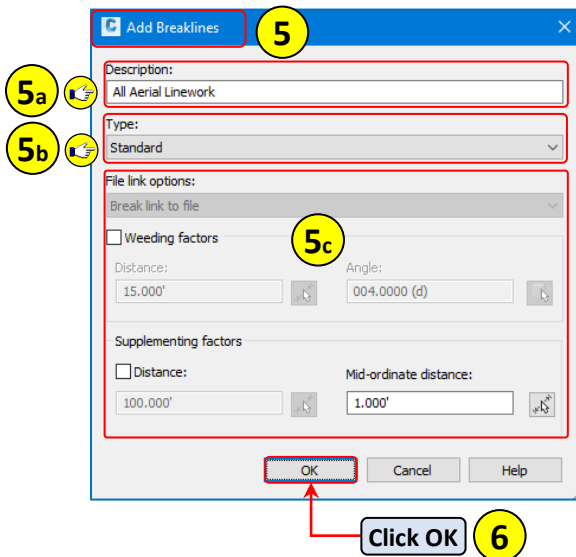 C Add Breaklines 5
Description:
5a All Aerial Linework
Type:
5b Standard
File link options:
Break link to file
Weeding factors 5c
Distance: Angle:
15.000' 004.0000 (d)
Supplementing factors
Distance: Mid-ordinate distance:
100.000' 1.000'
OK Cancel Help
Click OK 6